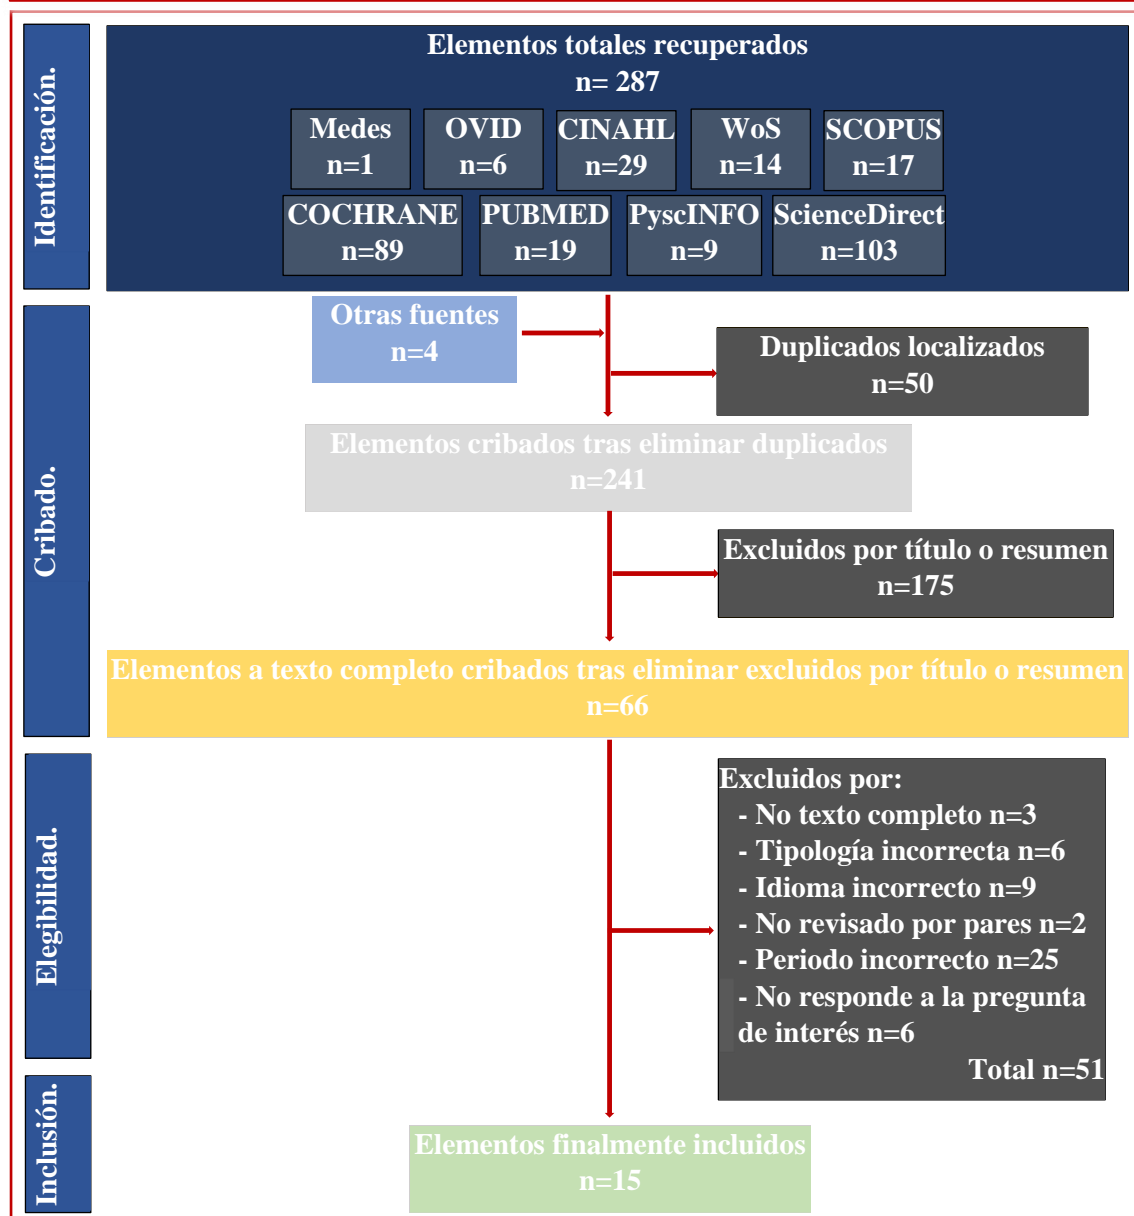 Identificación.
Elementos totales recuperados
n= 287
Medes
n=1
OVID
n=6
CINAHL
n=29
WoS
n=14
SCOPUS
n=17
COCHRANE
n=89
PUBMED
n=19
PyscINFO
n=9
ScienceDirect
n=103
Cribado.
Otras fuentes
n=4
Duplicados localizados
n=50
Elementos cribados tras eliminar duplicados
n=241
Excluidos por título o resumen
n=175
Elementos a texto completo cribados tras eliminar excluidos por título o resumen
n=66
Elegibilidad.
Excluidos por:
- No texto completo n=3
- Tipología incorrecta n=6
- Idioma incorrecto n=9
- No revisado por pares n=2
- Periodo incorrecto n=25
- No responde a la pregunta
de interés n=6
Total n=51
Inclusión.
Elementos finalmente incluidos
n=15